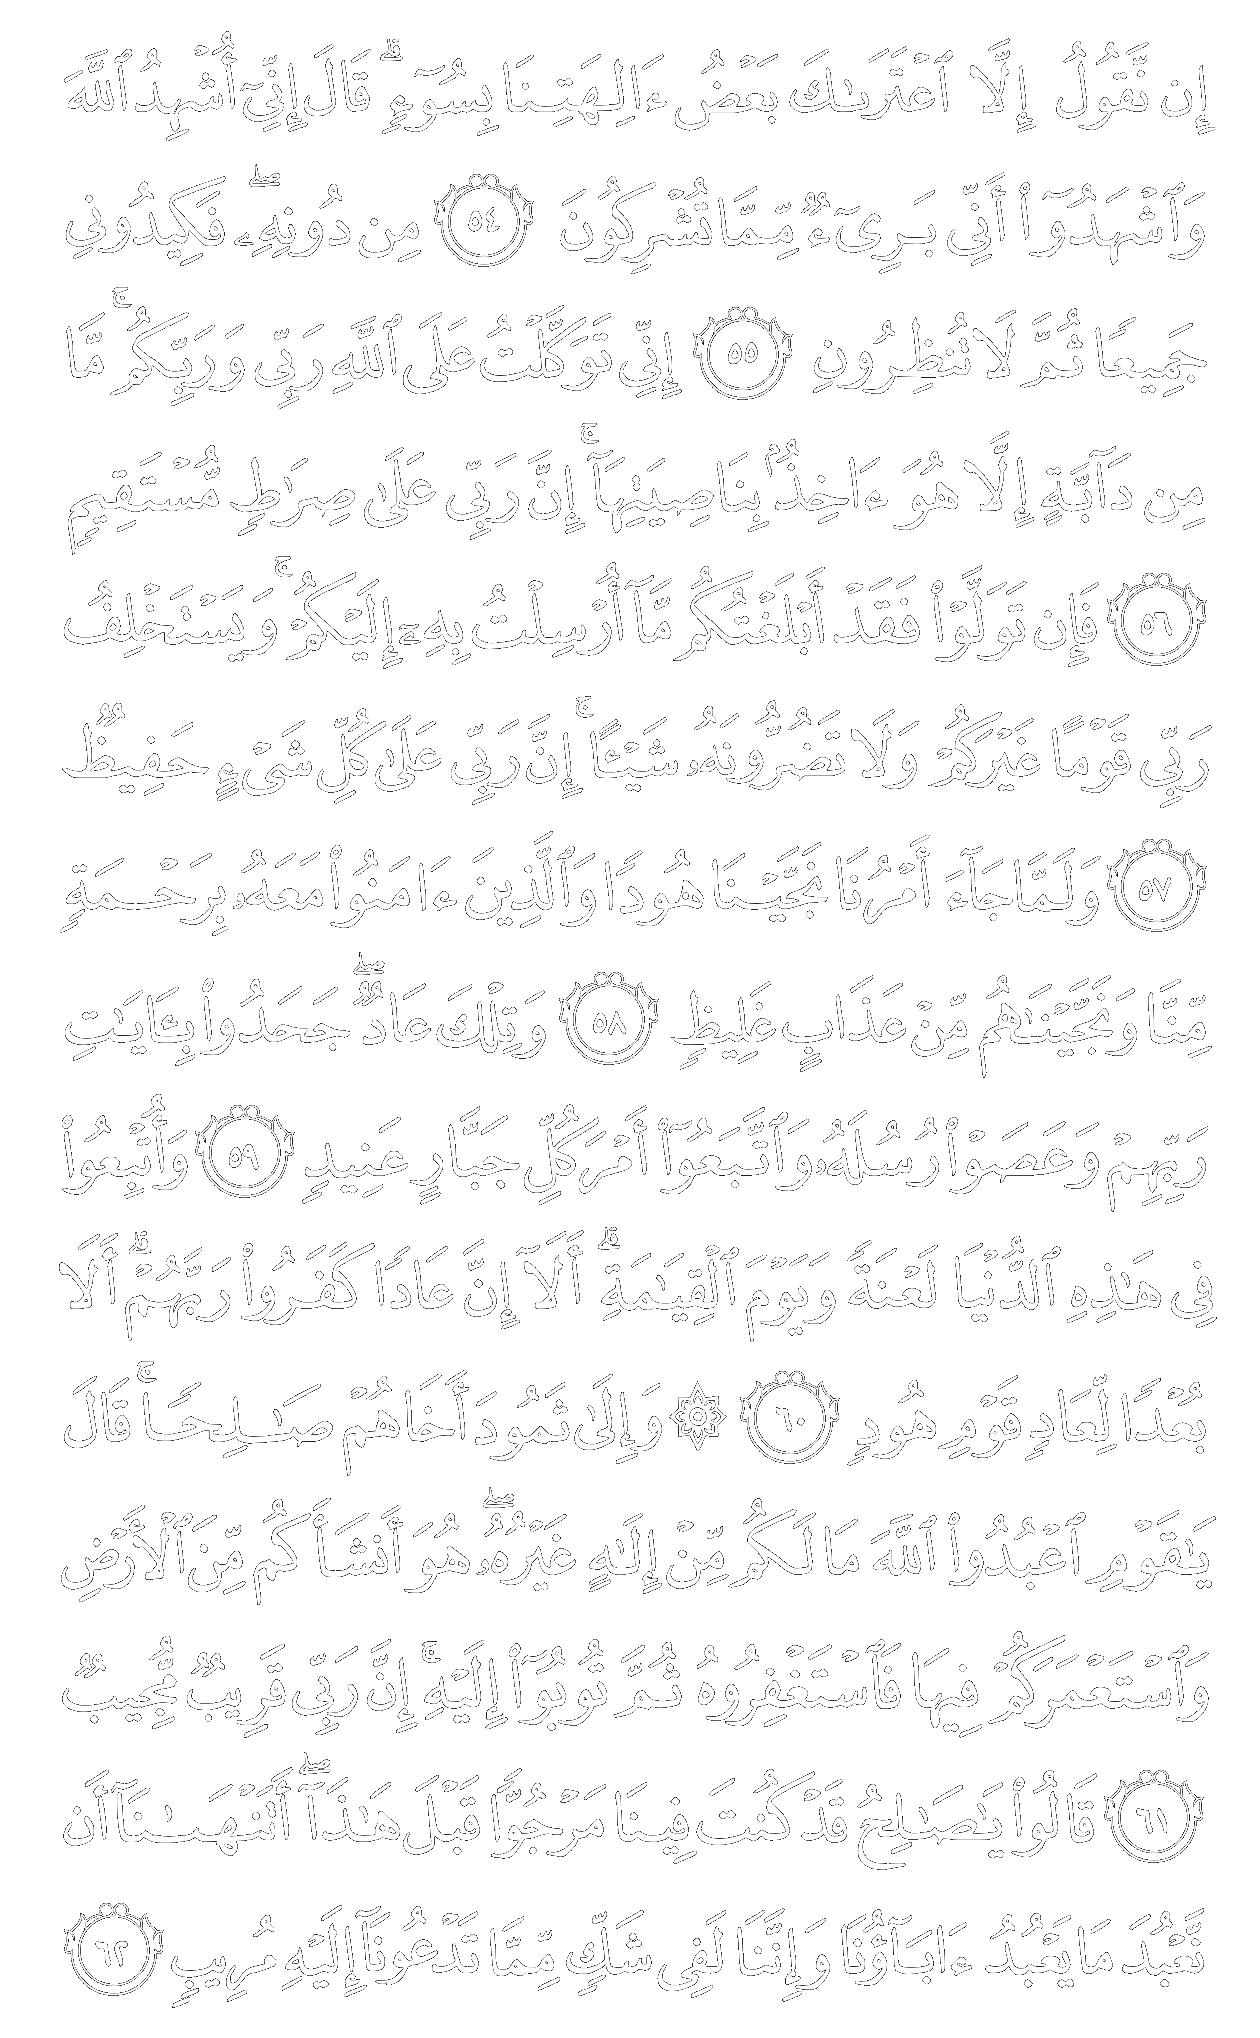 إِن نَّقُولُ إِلَّا ٱعْتَرَىٰكَ بَعْضُ ءَالِهَتِنَا بِسُوٓءٍ ۗ قَالَ إِنِّىٓ أُشْهِدُ ٱللَّهَ
وَٱشْهَدُوٓا۟ أَنِّى بَرِىٓءٌ مِّمَّا تُشْرِكُونَ ٥٤ مِن دُونِهِۦ ۖ فَكِيدُونِى
جَمِيعًا ثُمَّ لَا تُنظِرُونِ ٥٥ إِنِّى تَوَكَّلْتُ عَلَى ٱللَّهِ رَبِّى وَرَبِّكُم ۚ مَّا
مِن دَآبَّةٍ إِلَّا هُوَ ءَاخِذٌۢ بِنَاصِيَتِهَآ ۚ إِنَّ رَبِّى عَلَىٰ صِرَٰطٍ مُّسْتَقِيمٍ
٥٦ فَإِن تَوَلَّوْا۟ فَقَدْ أَبْلَغْتُكُم مَّآ أُرْسِلْتُ بِهِۦٓ إِلَيْكُمْ ۚ وَيَسْتَخْلِفُ
رَبِّى قَوْمًا غَيْرَكُمْ وَلَا تَضُرُّونَهُۥ شَيْـًٔا ۚ إِنَّ رَبِّى عَلَىٰ كُلِّ شَىْءٍ حَفِيظٌ
٥٧ وَلَمَّا جَآءَ أَمْرُنَا نَجَّيْنَا هُودًا وَٱلَّذِينَ ءَامَنُوا۟ مَعَهُۥ بِرَحْمَةٍ
مِّنَّا وَنَجَّيْنَٰهُم مِّنْ عَذَابٍ غَلِيظٍ ٥٨ وَتِلْكَ عَادٌ ۖ جَحَدُوا۟ بِـَٔايَٰتِ
رَبِّهِمْ وَعَصَوْا۟ رُسُلَهُۥ وَٱتَّبَعُوٓا۟ أَمْرَ كُلِّ جَبَّارٍ عَنِيدٍ ٥٩ وَأُتْبِعُوا۟
فِى هَٰذِهِ ٱلدُّنْيَا لَعْنَةً وَيَوْمَ ٱلْقِيَٰمَةِ ۗ أَلَآ إِنَّ عَادًا كَفَرُوا۟ رَبَّهُمْ ۗ أَلَا
بُعْدًا لِّعَادٍ قَوْمِ هُودٍ ٦٠ ۞ وَإِلَىٰ ثَمُودَ أَخَاهُمْ صَٰلِحًا ۚ قَالَ
يَٰقَوْمِ ٱعْبُدُوا۟ ٱللَّهَ مَا لَكُم مِّنْ إِلَٰهٍ غَيْرُهُۥ ۖ هُوَ أَنشَأَكُم مِّنَ ٱلْأَرْضِ
وَٱسْتَعْمَرَكُمْ فِيهَا فَٱسْتَغْفِرُوهُ ثُمَّ تُوبُوٓا۟ إِلَيْهِ ۚ إِنَّ رَبِّى قَرِيبٌ مُّجِيبٌ
٦١ قَالُوا۟ يَٰصَٰلِحُ قَدْ كُنتَ فِينَا مَرْجُوًّا قَبْلَ هَٰذَآ ۖ أَتَنْهَىٰنَآ أَن
نَّعْبُدَ مَا يَعْبُدُ ءَابَآؤُنَا وَإِنَّنَا لَفِى شَكٍّ مِّمَّا تَدْعُونَآ إِلَيْهِ مُرِيبٍ ٦٢